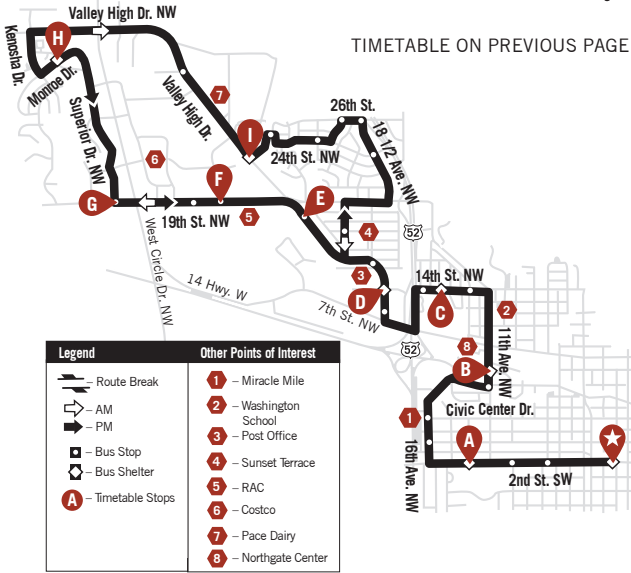 Valley High Dr. NW
TIMETABLE ON PREVIOUS PAGE
Kenosha Dr.
H
Monroe Dr.
Valley High Dr.
7
26th St.
I
24th St. NW
18 1/2 Ave. NW
Superior Dr. NW
6
F
E
G
19th St. NW
5
4
52
West Circle Dr. NW
3
14 Hwy. W
14th St. NW
D
C
2
7th St. NW
11th Ave. NW
52
8
B
Civic Center Dr.
1
16th Ave. NW
A
2nd St. SW
Legend
– Route Break
– AM
– PM
– Bus Stop
– Bus Shelter
A – Timetable Stops
Other Points of Interest
1 – Miracle Mile
2 – Washington
School
3 – Post Office
4 – Sunset Terrace
5 – RAC
6 – Costco
7 – Pace Dairy
8 – Northgate Center